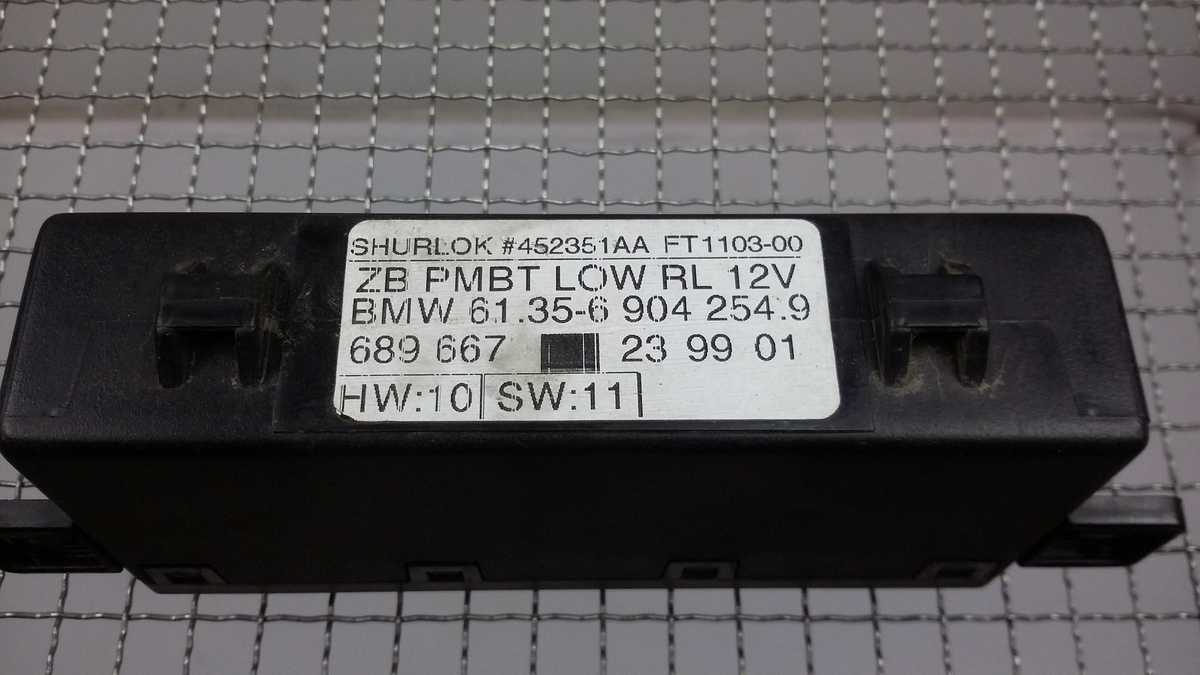 SHURLOK #452351AA FT1103-00
ZB PMBT LOW RL 12V
BMW 61.35-6 904 254.9
689 667 23 99 01
HW:10 SW:11